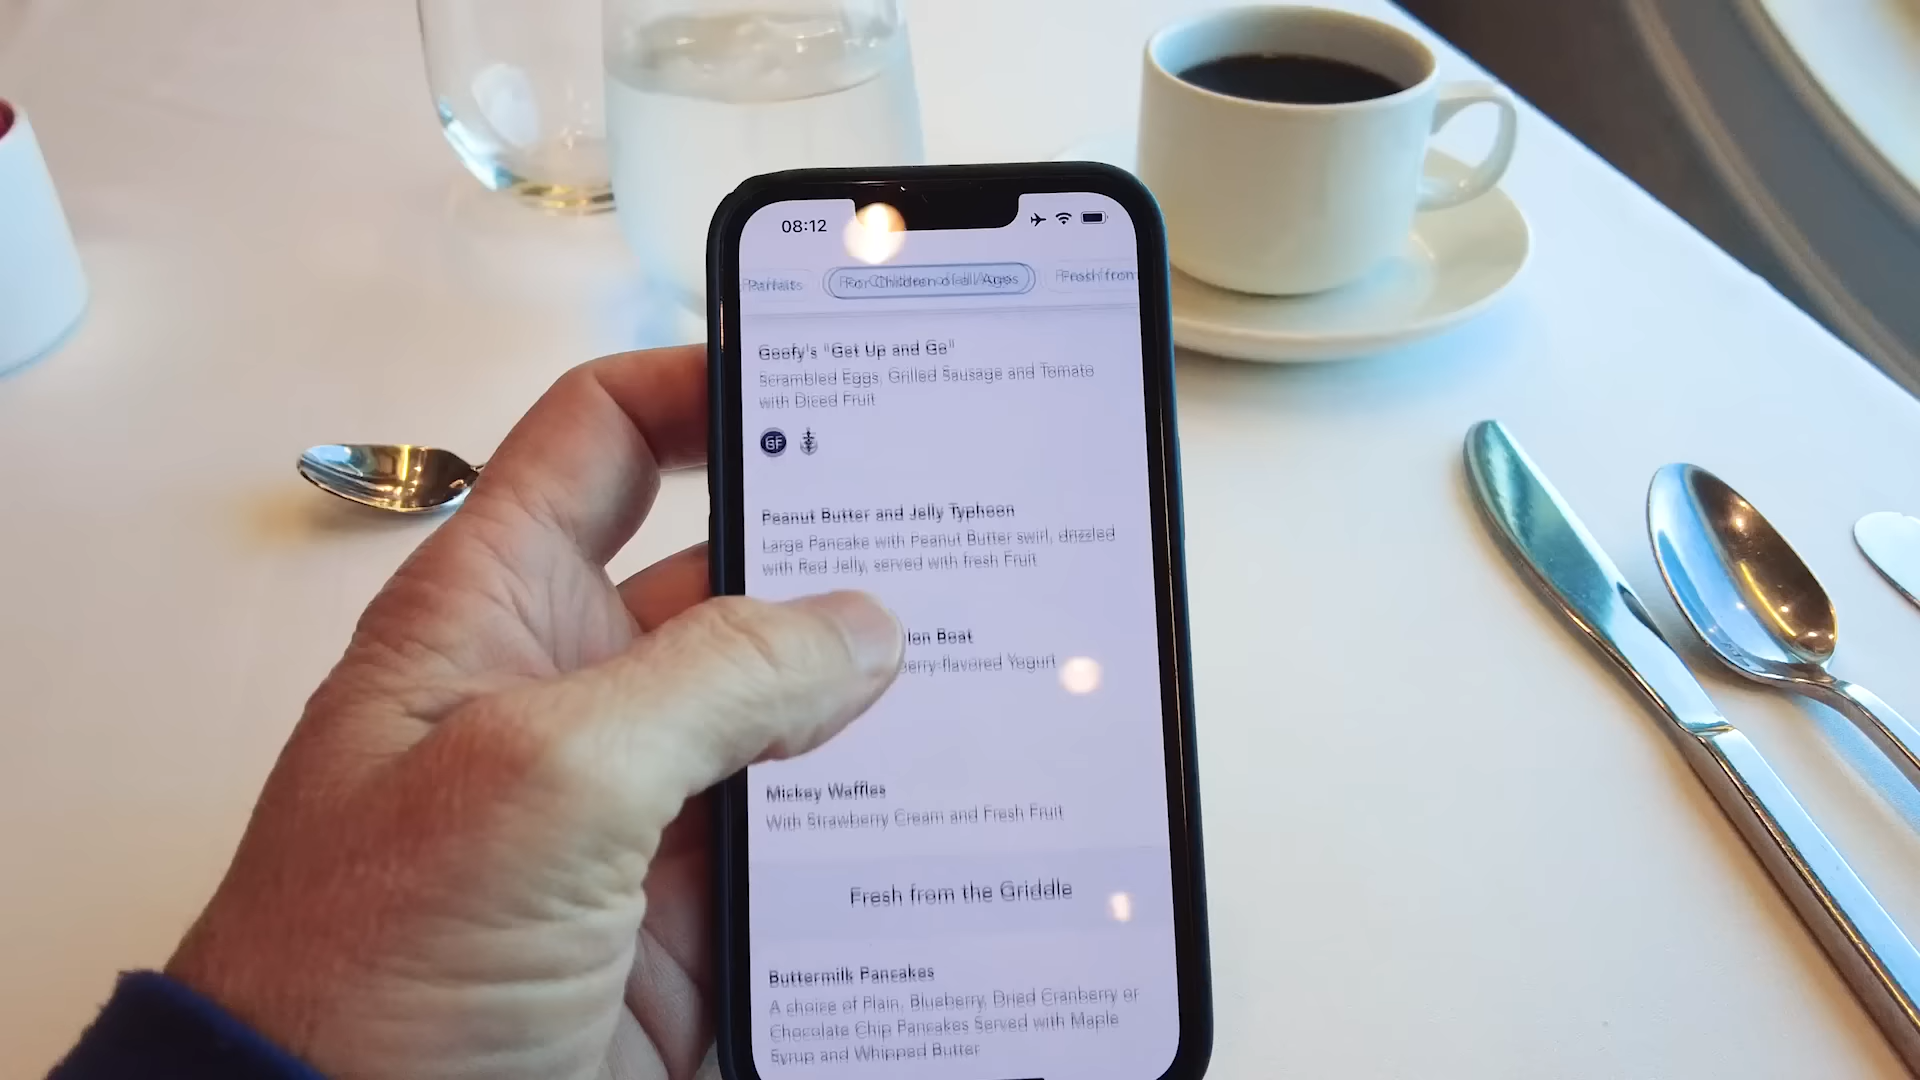 08:12
Parfaits
For Children of all Ages
Fresh from
Goofy's "Get Up and Go"
Scrambled Eggs, Grilled Sausage and Tomato
with Diced Fruit
GF
Peanut Butter and Jelly Typhoon
Large Pancake with Peanut Butter swirl, drizzled
with Red Jelly, served with fresh Fruit
lon Boat
berry-flavored Yogurt
Mickey Waffles
With Strawberry Cream and Fresh Fruit
Fresh from the Griddle
Buttermilk Pancakes
A choice of Plain, Blueberry, Dried Cranberry or
Chocolate Chip Pancakes Served with Maple
Syrup and Whipped Butter